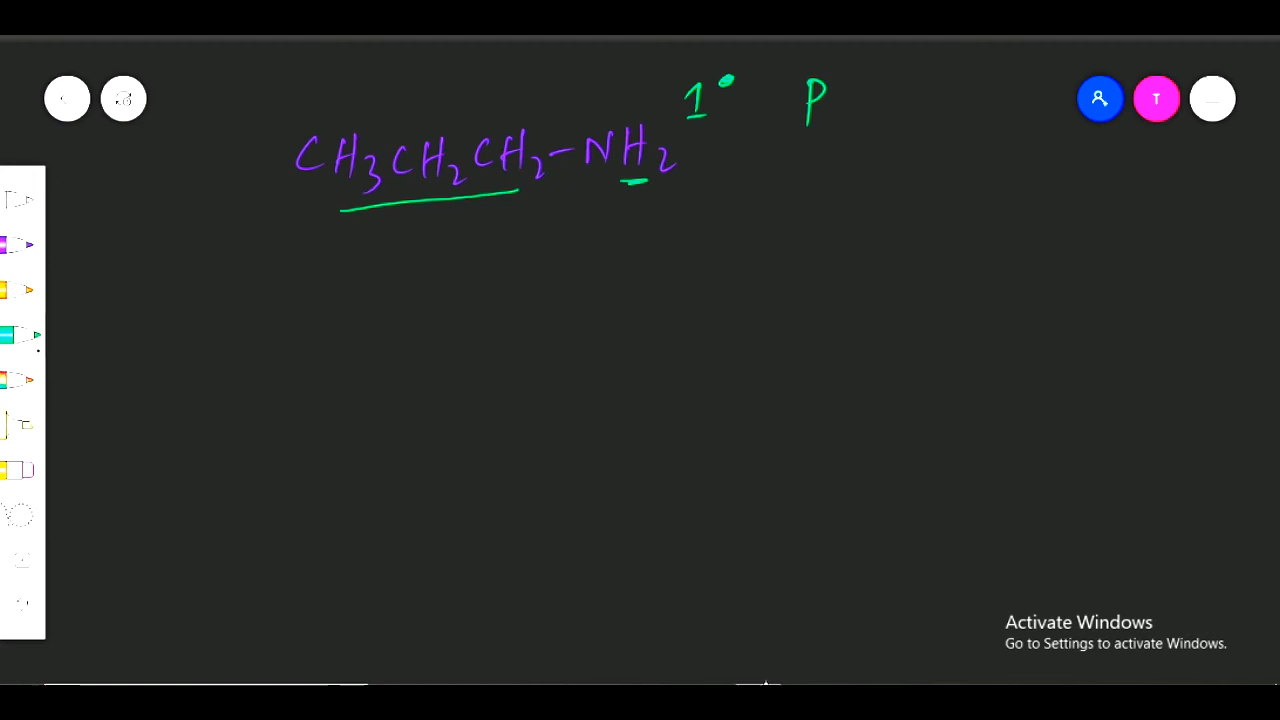 1° P
CH3CH2CH2-NH2
T
Activate Windows
Go to Settings to activate Windows.